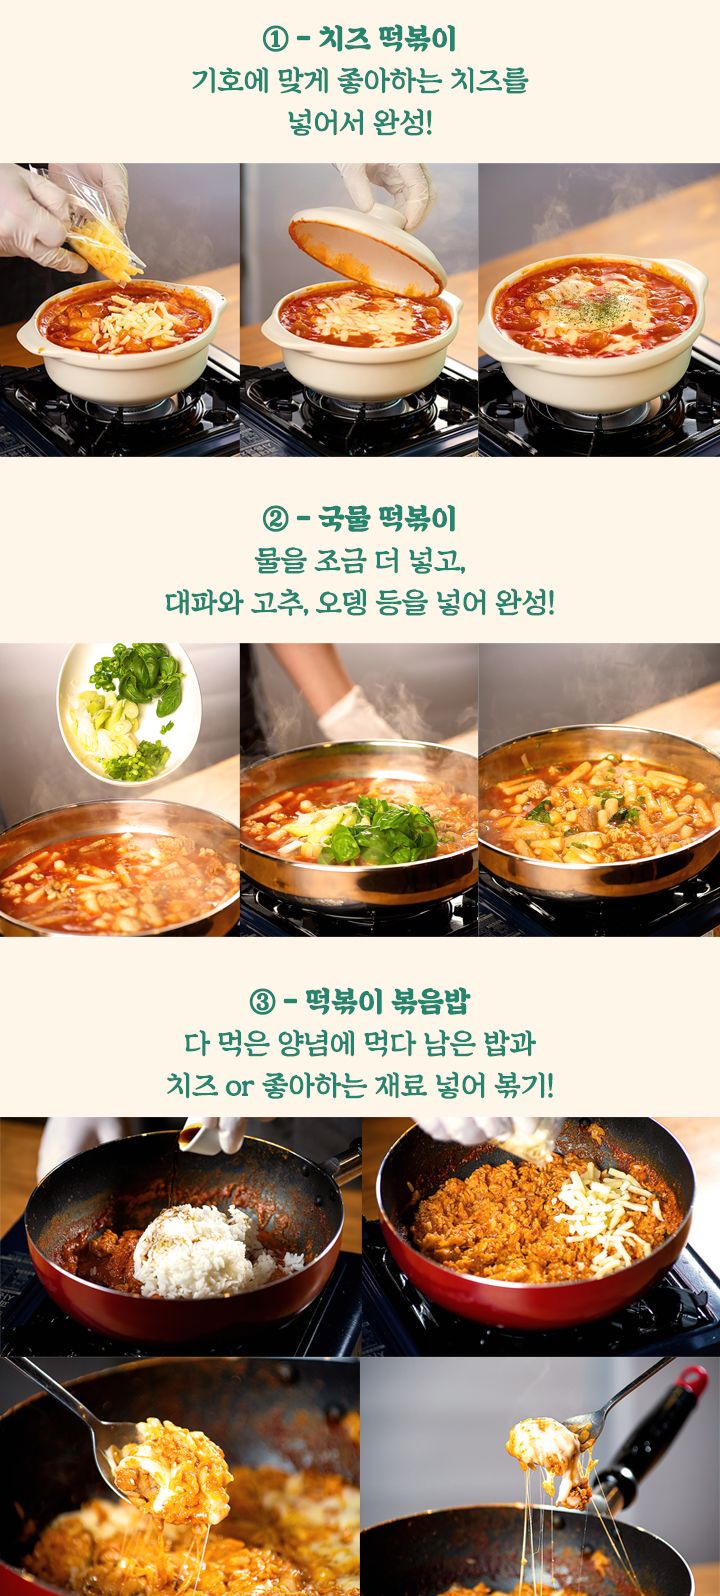 ① - 치즈 떡볶이
기호에 맞게 좋아하는 치즈를
넣어서 완성!
② - 국물 떡볶이
물을 조금 더 넣고,
대파와 고추, 오뎅 등을 넣어 완성!
③ - 떡볶이 볶음밥
다 먹은 양념에 먹다 남은 밥과
치즈 or 좋아하는 재료 넣어 볶기!